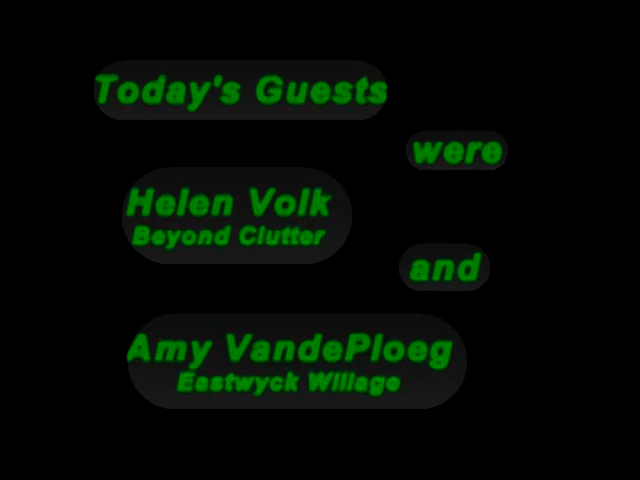 Today's Guests
were
Helen Volk
Beyond Clutter
and
Amy VandePloeg
Eastwyck Willage